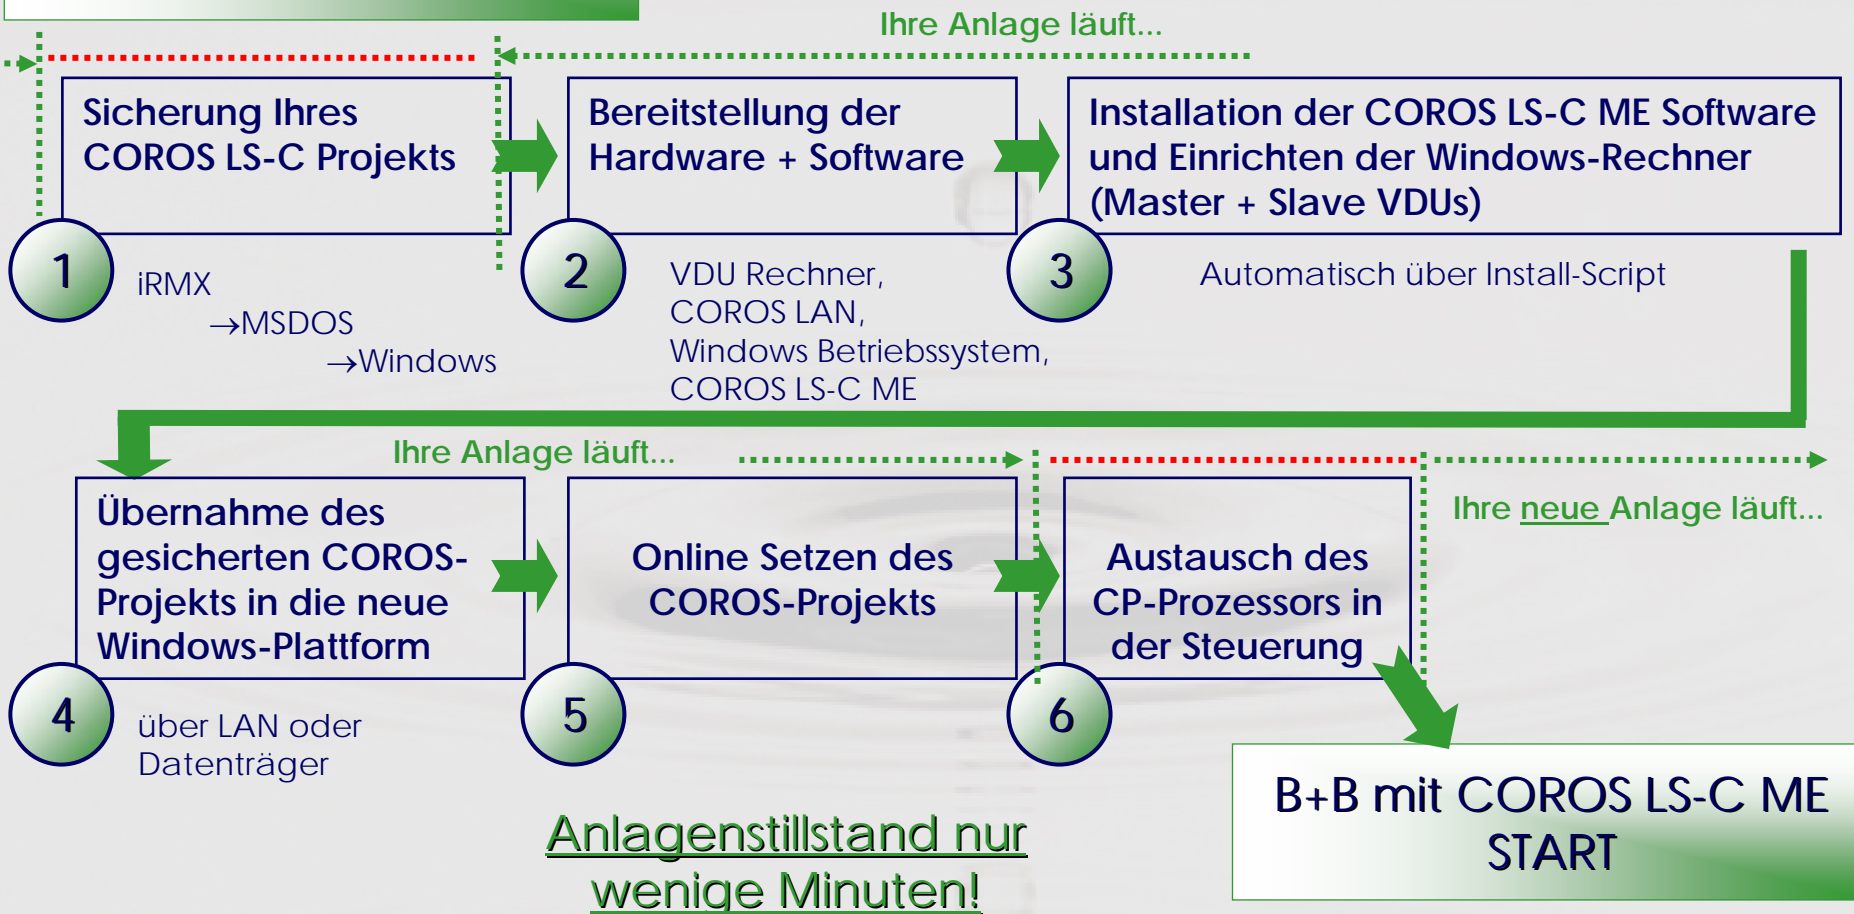 Ihre Anlage läuft...
Sicherung Ihres
COROS LS-C Projekts
1
iRMX
→MSDOS
→Windows
Bereitstellung der
Hardware + Software
2
VDU Rechner,
COROS LAN,
Windows Betriebssystem,
COROS LS-C ME
Installation der COROS LS-C ME Software
und Einrichten der Windows-Rechner
(Master + Slave VDUs)
3
Automatisch über Install-Script
Ihre Anlage läuft...
Übernahme des
gesicherten COROS-
Projekts in die neue
Windows-Plattform
4
über LAN oder
Datenträger
Online Setzen des
COROS-Projekts
5
Austausch des
CP-Prozessors in
der Steuerung
6
Ihre neue Anlage läuft...
B+B mit COROS LS-C ME
START
Anlagenstillstand nur
wenige Minuten!